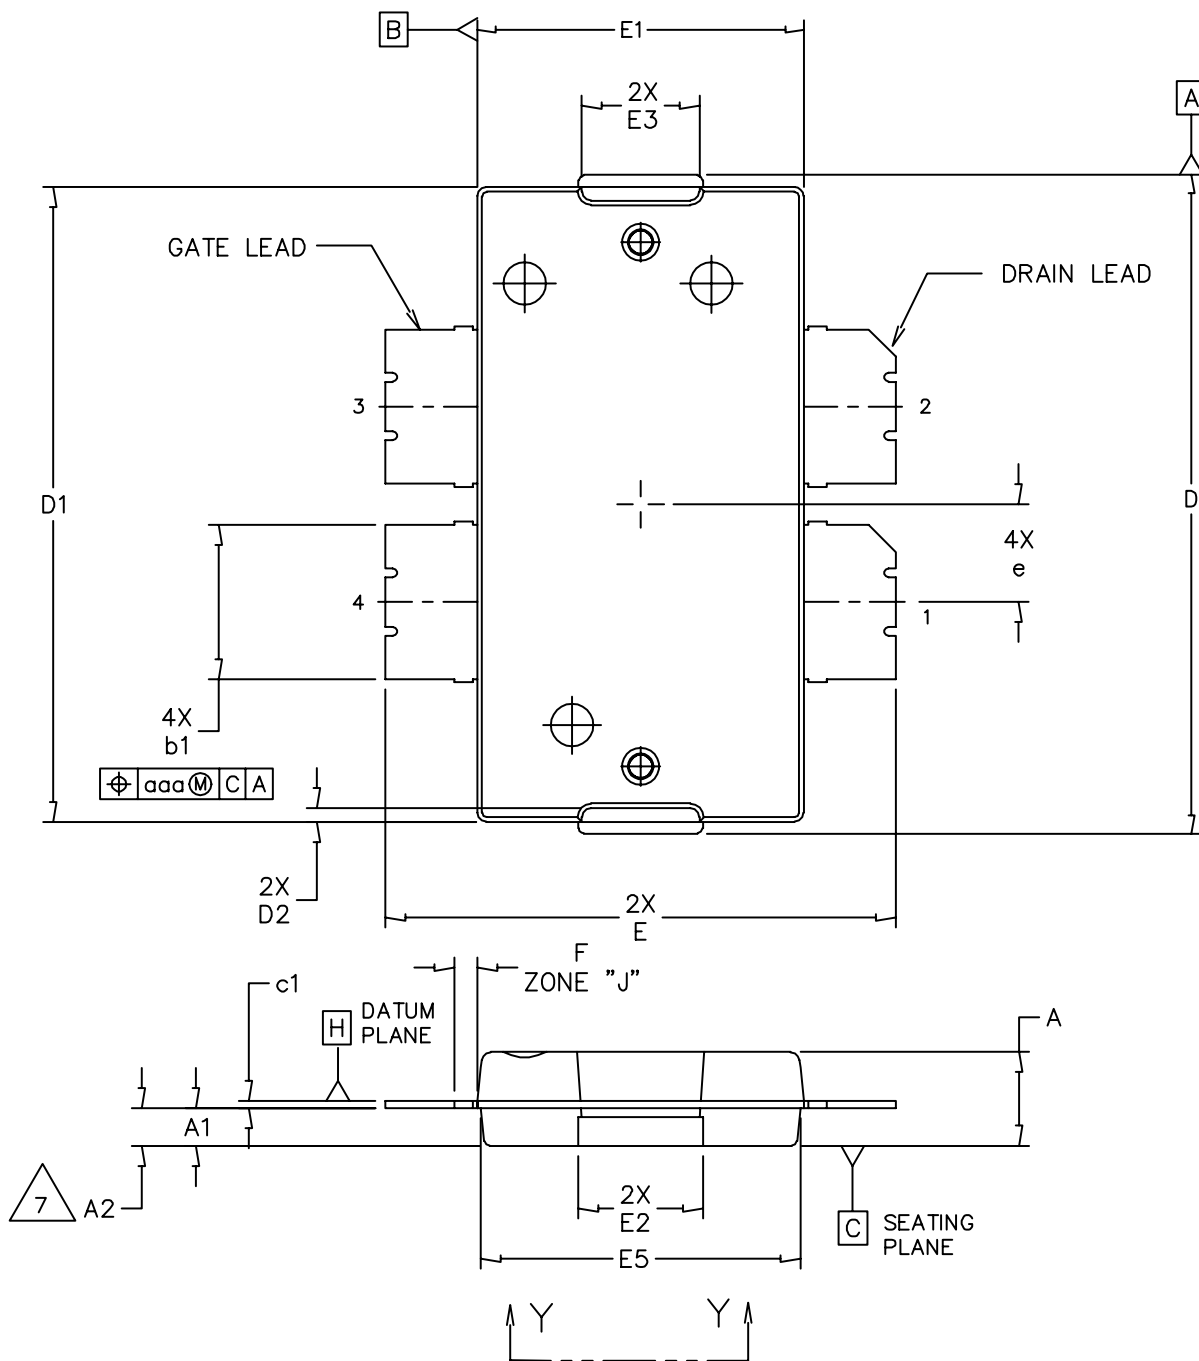 B
E1
2X
E3
A
GATE LEAD
DRAIN LEAD
3
2
D1
D
4X
e
4
1
4X
b1
aaa Ⓜ C A
2X
D2
2X
E
F
ZONE "J"
c1
H
DATUM
PLANE
A
A1
7
A2
2X
E2
C
SEATING
PLANE
E5
Y
Y